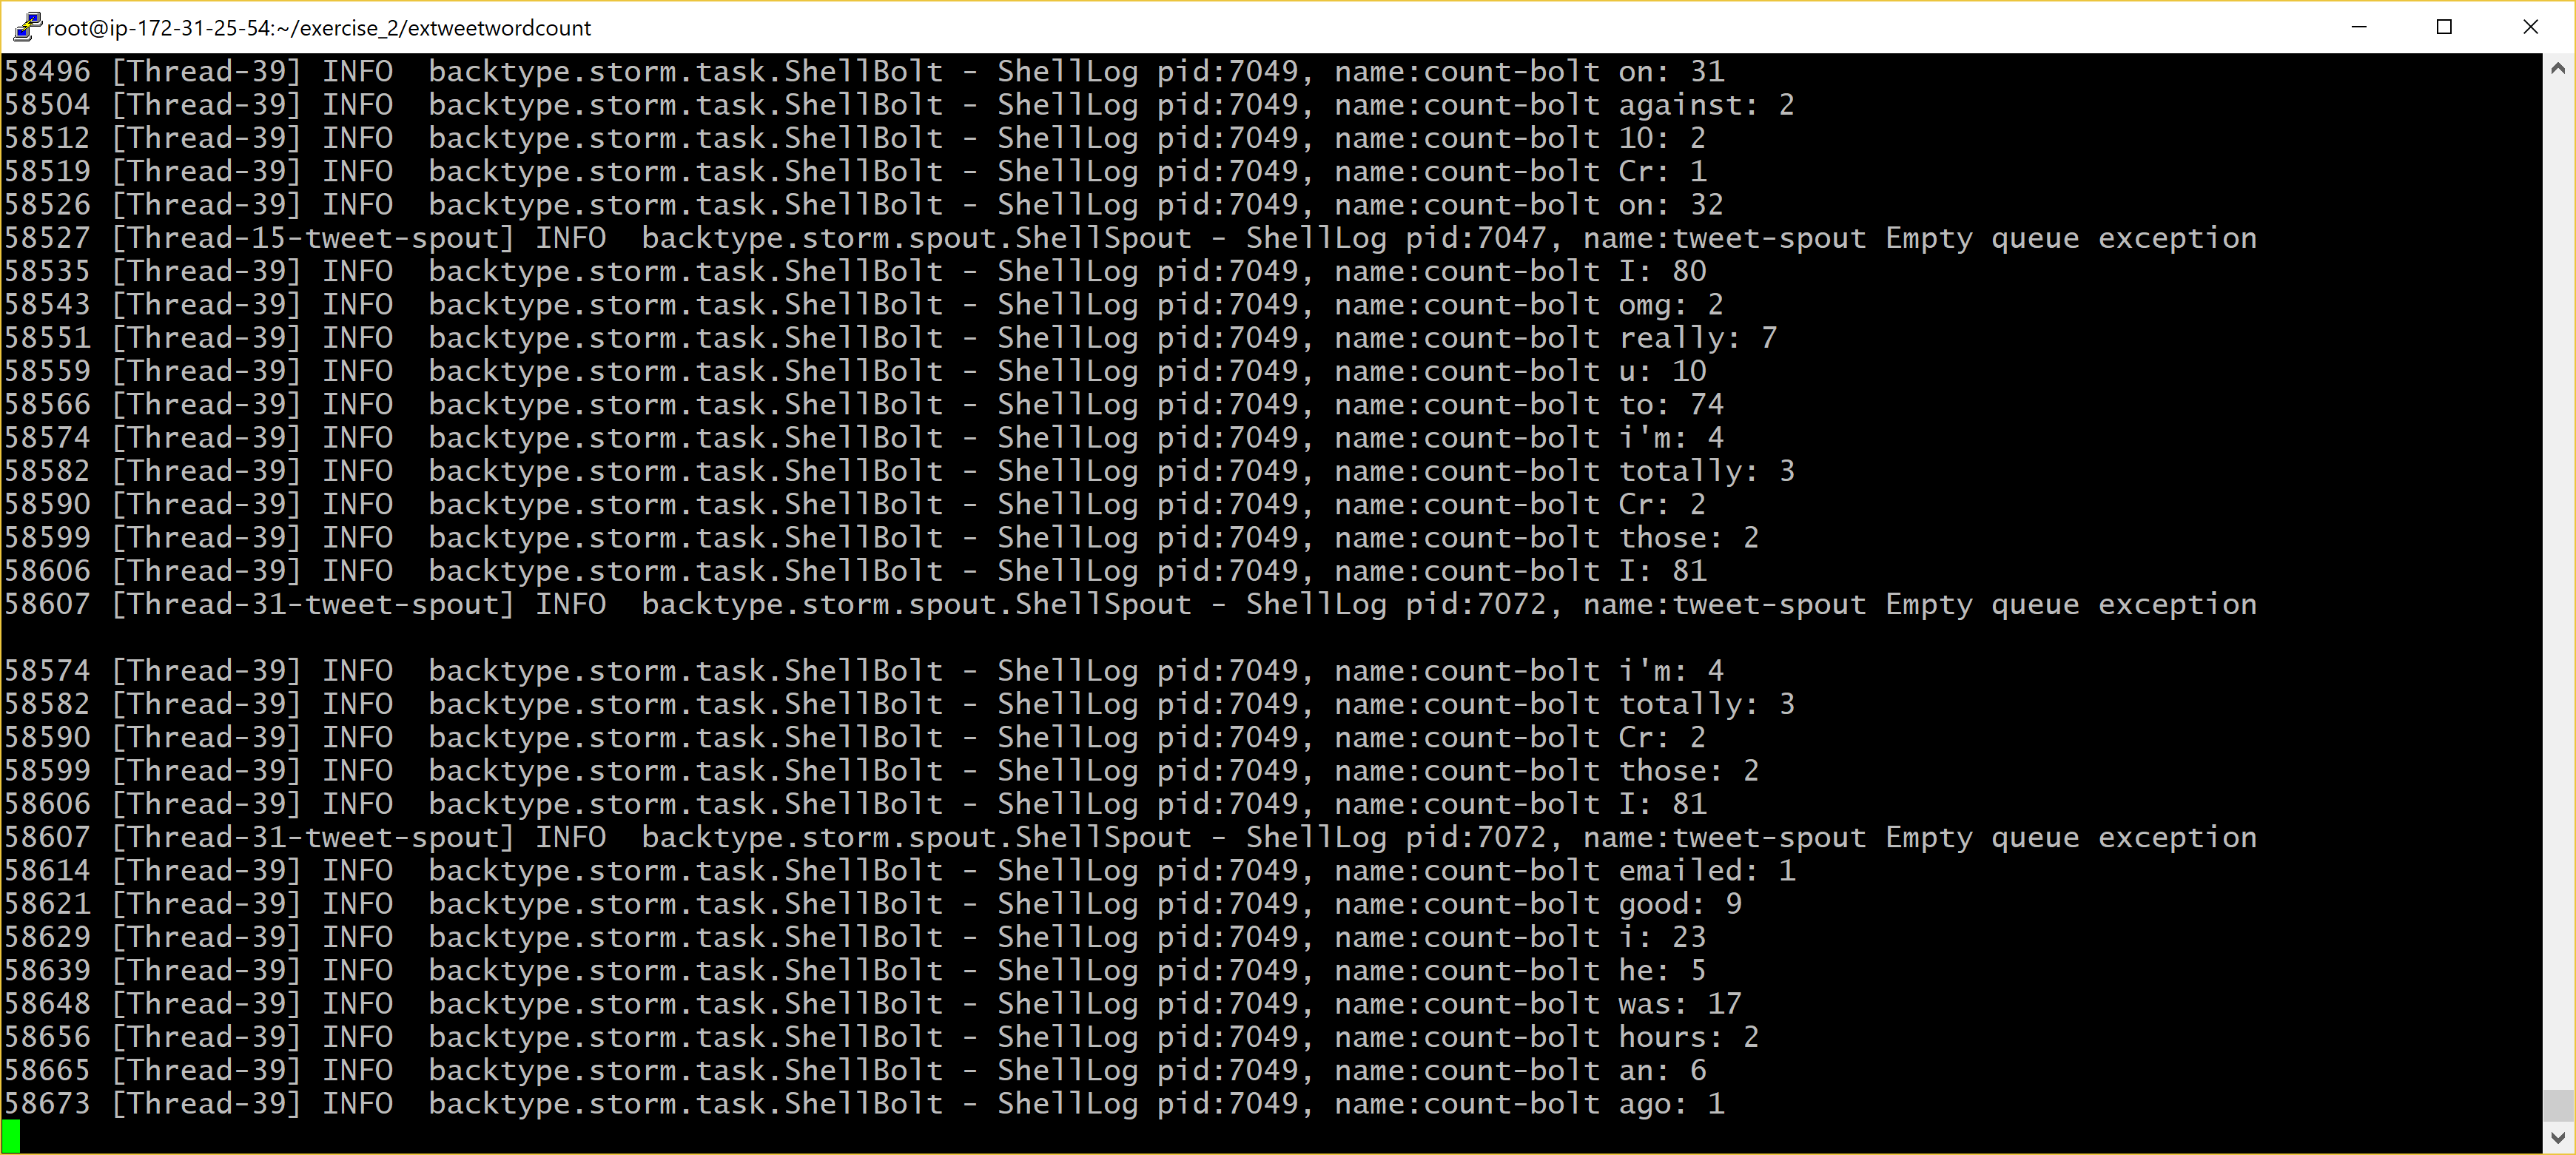 root@ip-172-31-25-54:~/exercise_2/extweetwordcount
58496 [Thread-39] INFO  backtype.storm.task.ShellBolt - ShellLog pid:7049, name:count-bolt on: 31
58504 [Thread-39] INFO  backtype.storm.task.ShellBolt - ShellLog pid:7049, name:count-bolt against: 2
58512 [Thread-39] INFO  backtype.storm.task.ShellBolt - ShellLog pid:7049, name:count-bolt 10: 2
58519 [Thread-39] INFO  backtype.storm.task.ShellBolt - ShellLog pid:7049, name:count-bolt Cr: 1
58526 [Thread-39] INFO  backtype.storm.task.ShellBolt - ShellLog pid:7049, name:count-bolt on: 32
58527 [Thread-15-tweet-spout] INFO  backtype.storm.spout.ShellSpout - ShellLog pid:7047, name:tweet-spout Empty queue exception
58535 [Thread-39] INFO  backtype.storm.task.ShellBolt - ShellLog pid:7049, name:count-bolt I: 80
58543 [Thread-39] INFO  backtype.storm.task.ShellBolt - ShellLog pid:7049, name:count-bolt omg: 2
58551 [Thread-39] INFO  backtype.storm.task.ShellBolt - ShellLog pid:7049, name:count-bolt really: 7
58559 [Thread-39] INFO  backtype.storm.task.ShellBolt - ShellLog pid:7049, name:count-bolt u: 10
58566 [Thread-39] INFO  backtype.storm.task.ShellBolt - ShellLog pid:7049, name:count-bolt to: 74
58574 [Thread-39] INFO  backtype.storm.task.ShellBolt - ShellLog pid:7049, name:count-bolt i'm: 4
58582 [Thread-39] INFO  backtype.storm.task.ShellBolt - ShellLog pid:7049, name:count-bolt totally: 3
58590 [Thread-39] INFO  backtype.storm.task.ShellBolt - ShellLog pid:7049, name:count-bolt Cr: 2
58599 [Thread-39] INFO  backtype.storm.task.ShellBolt - ShellLog pid:7049, name:count-bolt those: 2
58606 [Thread-39] INFO  backtype.storm.task.ShellBolt - ShellLog pid:7049, name:count-bolt I: 81
58607 [Thread-31-tweet-spout] INFO  backtype.storm.spout.ShellSpout - ShellLog pid:7072, name:tweet-spout Empty queue exception
58574 [Thread-39] INFO  backtype.storm.task.ShellBolt - ShellLog pid:7049, name:count-bolt i'm: 4
58582 [Thread-39] INFO  backtype.storm.task.ShellBolt - ShellLog pid:7049, name:count-bolt totally: 3
58590 [Thread-39] INFO  backtype.storm.task.ShellBolt - ShellLog pid:7049, name:count-bolt Cr: 2
58599 [Thread-39] INFO  backtype.storm.task.ShellBolt - ShellLog pid:7049, name:count-bolt those: 2
58606 [Thread-39] INFO  backtype.storm.task.ShellBolt - ShellLog pid:7049, name:count-bolt I: 81
58607 [Thread-31-tweet-spout] INFO  backtype.storm.spout.ShellSpout - ShellLog pid:7072, name:tweet-spout Empty queue exception
58614 [Thread-39] INFO  backtype.storm.task.ShellBolt - ShellLog pid:7049, name:count-bolt emailed: 1
58621 [Thread-39] INFO  backtype.storm.task.ShellBolt - ShellLog pid:7049, name:count-bolt good: 9
58629 [Thread-39] INFO  backtype.storm.task.ShellBolt - ShellLog pid:7049, name:count-bolt i: 23
58639 [Thread-39] INFO  backtype.storm.task.ShellBolt - ShellLog pid:7049, name:count-bolt he: 5
58648 [Thread-39] INFO  backtype.storm.task.ShellBolt - ShellLog pid:7049, name:count-bolt was: 17
58656 [Thread-39] INFO  backtype.storm.task.ShellBolt - ShellLog pid:7049, name:count-bolt hours: 2
58665 [Thread-39] INFO  backtype.storm.task.ShellBolt - ShellLog pid:7049, name:count-bolt an: 6
58673 [Thread-39] INFO  backtype.storm.task.ShellBolt - ShellLog pid:7049, name:count-bolt ago: 1